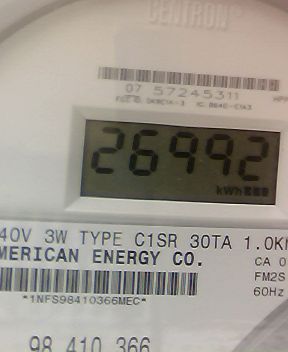 CENTRON®
07 57245311
26992
kWh
40V 3W TYPE C1SR 30TA 1.0K
MERICAN ENERGY CO.
CA 0
FM2S
60Hz
*1NFS98410366MEC*
98 410 366